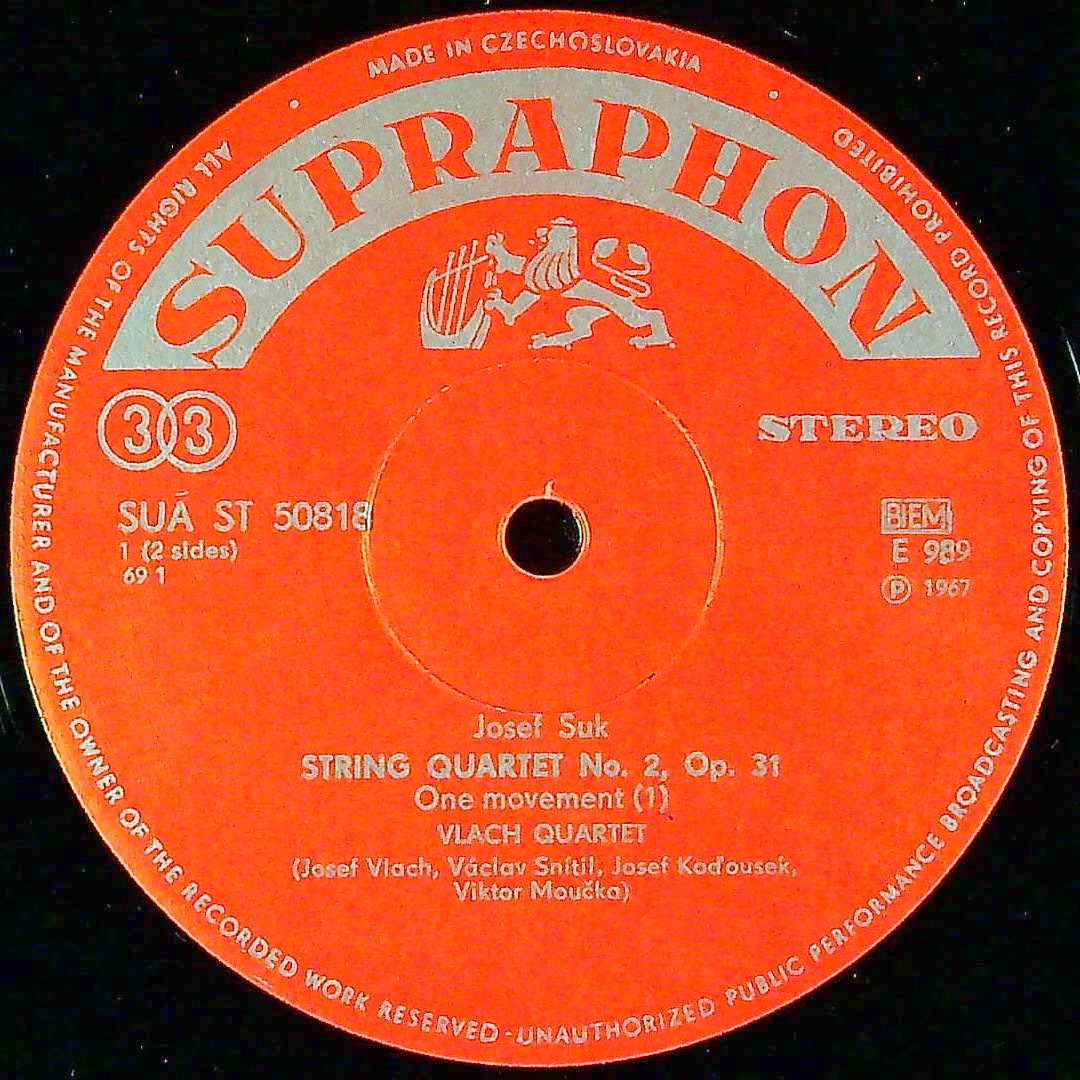 MADE IN CZECHOSLOVAKIA
ALL RIGHTS OF THE MANUFACTURER AND OF THE OWNER OF THE RECORDED WORK RESERVED - UNAUTHORIZED PUBLIC PERFORMANCE BROADCASTING AND COPYING OF THIS RECORD PROHIBITED
SUPRAPHON
33
STEREO
SUA ST 50818
1 (2 sides)
69 1
BIEM
E 989
Ⓟ 1967
Josef Suk
STRING QUARTET No. 2, Op. 31
One movement (1)
VLACH QUARTET
(Josef Vlach, Václav Snítil, Josef Koďousek,
Viktor Moučka)